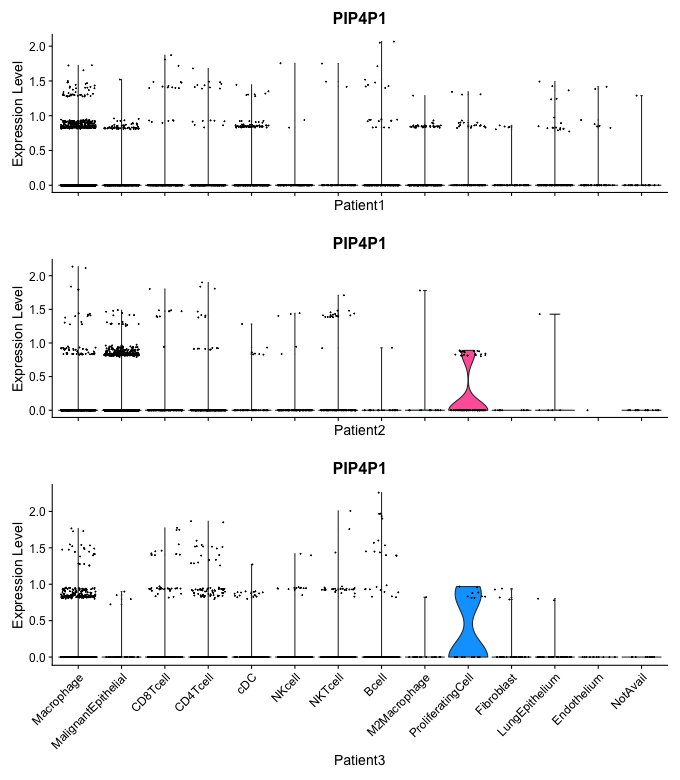 PIP4P1
Expression Level
2.0
1.5
1.0
0.5
0.0
Patient1
PIP4P1
Expression Level
2.0
1.5
1.0
0.5
0.0
Patient2
PIP4P1
Expression Level
2.0
1.5
1.0
0.5
0.0
Macrophage
MalignantEpithelial
CD8Tcell
CD4Tcell
cDC
NKcell
NKTcell
Bcell
M2Macrophage
ProliferatingCell
Fibroblast
LungEpithelium
Endothelium
NotAvail
Patient3